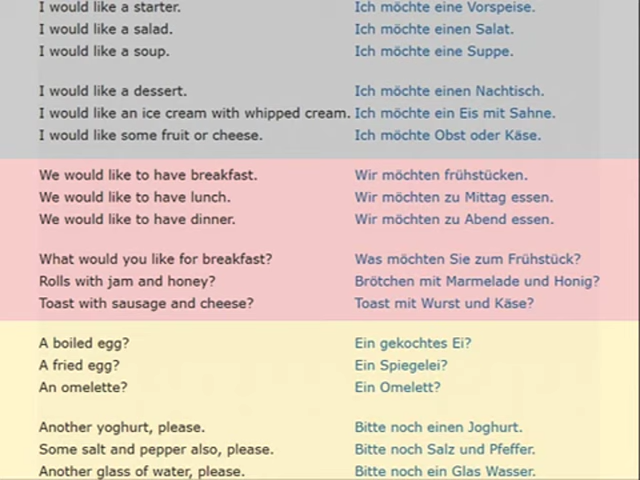 I would like a starter. Ich möchte eine Vorspeise.
I would like a salad. Ich möchte einen Salat.
I would like a soup. Ich möchte eine Suppe.
I would like a dessert. Ich möchte einen Nachtisch.
I would like an ice cream with whipped cream. Ich möchte ein Eis mit Sahne.
I would like some fruit or cheese. Ich möchte Obst oder Käse.
We would like to have breakfast. Wir möchten frühstücken.
We would like to have lunch. Wir möchten zu Mittag essen.
We would like to have dinner. Wir möchten zu Abend essen.
What would you like for breakfast? Was möchten Sie zum Frühstück?
Rolls with jam and honey? Brötchen mit Marmelade und Honig?
Toast with sausage and cheese? Toast mit Wurst und Käse?
A boiled egg? Ein gekochtes Ei?
A fried egg? Ein Spiegelei?
An omelette? Ein Omelett?
Another yoghurt, please. Bitte noch einen Joghurt.
Some salt and pepper also, please. Bitte noch Salz und Pfeffer.
Another glass of water, please. Bitte noch ein Glas Wasser.